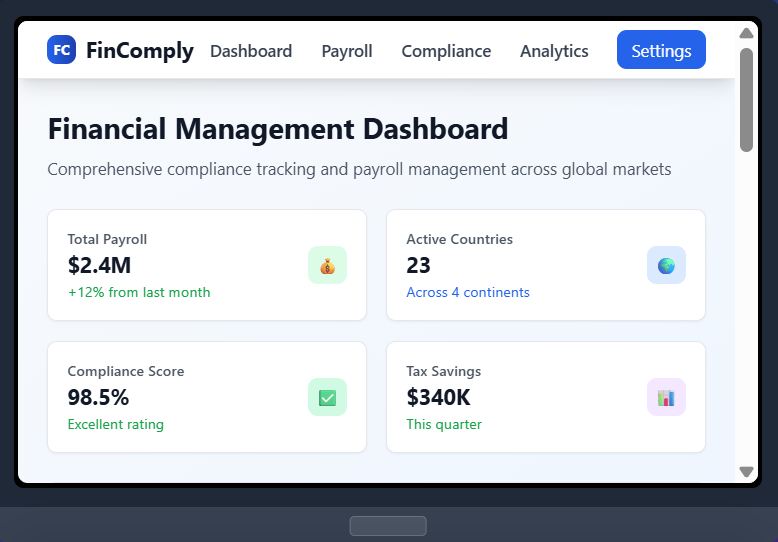 FC FinComply Dashboard Payroll Compliance Analytics Settings
Financial Management Dashboard
Comprehensive compliance tracking and payroll management across global markets
Total Payroll
$2.4M
+12% from last month
Active Countries
23
Across 4 continents
Compliance Score
98.5%
Excellent rating
Tax Savings
$340K
This quarter